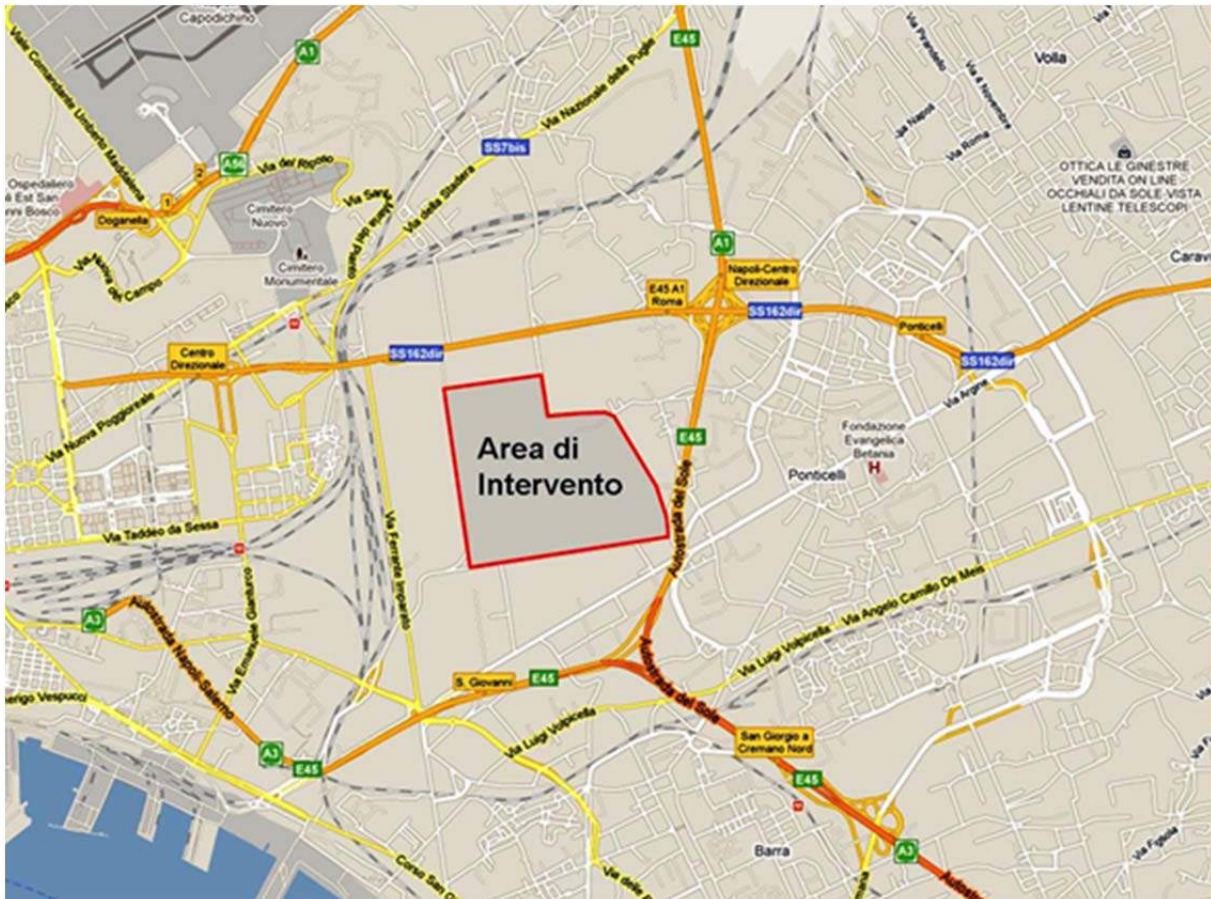 Capodichino
A1
E45
Viale Comandante Umberto Maddalena
Via Nazionale delle Puglie
Via Pirandello
Via 4 Novembre
Volla
Via Napoli
Via Roma
SS7bis
A56
2
1
Via del Riposo
Ospedaliero
Est San
Bosco
Doganella
Cimitero
Nuovo
Via della Stadera
Cimitero
Monumentale
OTTICA LE GINESTRE
VENDITA ON LINE
OCCHIALI DA SOLE VISTA
LENTINE TELESCOPI
A1
Napoli-Centro
Direzionale
E45 A1
Roma
SS162dir
Ponticelli
SS162dir
Centro
Direzionale
SS162dir
Via Nuova Poggioreale
Via Argine
E45
Area di
Intervento
Fondazione
Evangelica
Betania
H
Ponticelli
Via Taddeo da Sessa
Via Ferrante Imparato
Autostrada del Sole
A3
Autostrada Napoli-Salerno
Via Emanuele Gianturco
Via Angelo Camillo De Meis
Via Luigi Volpicella
S. Giovanni
E45
Autostrada del Sole
Via Luigi Volpicella
San Giorgio a
Cremano Nord
A3
E45
E45
Barra
A3
Corso San
Via delle